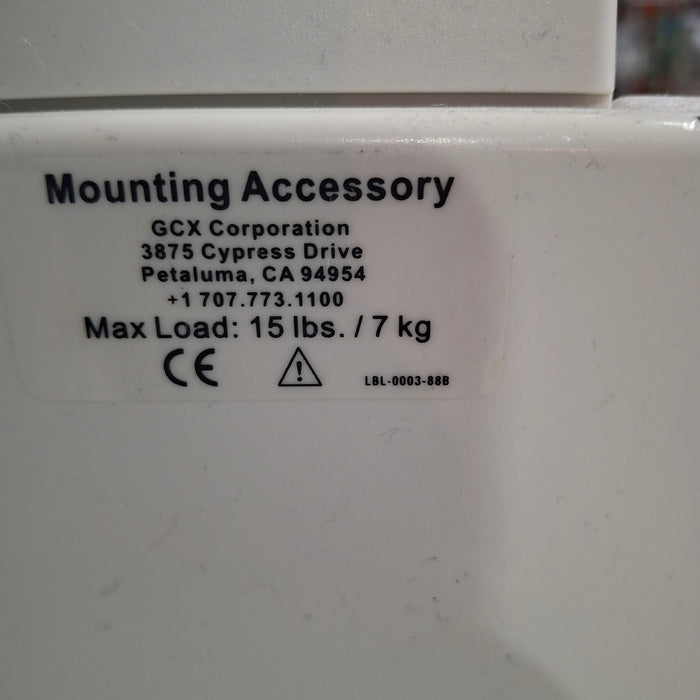 Mounting Accessory
GCX Corporation
3875 Cypress Drive
Petaluma, CA 94954
+1 707.773.1100
Max Load: 15 lbs. / 7 kg
CE
LBL-0003-88B